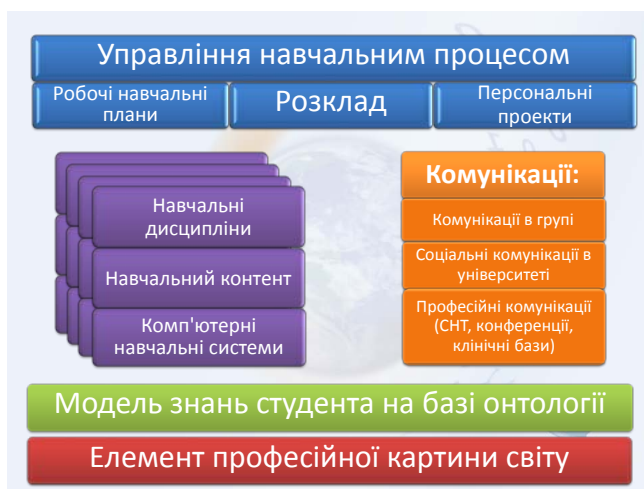 Управління навчальним процесом
Робочі навчальні
плани
Розклад
Персональні
проекти
Навчальні
дисципліни
Навчальний контент
Комп'ютерні
навчальні системи
Комунікації:
Комунікації в групі
Соціальні комунікації в
університеті
Професійні комунікації
(СНТ, конференції,
клінічні бази)
Модель знань студента на базі онтології
Елемент професійної картини світу